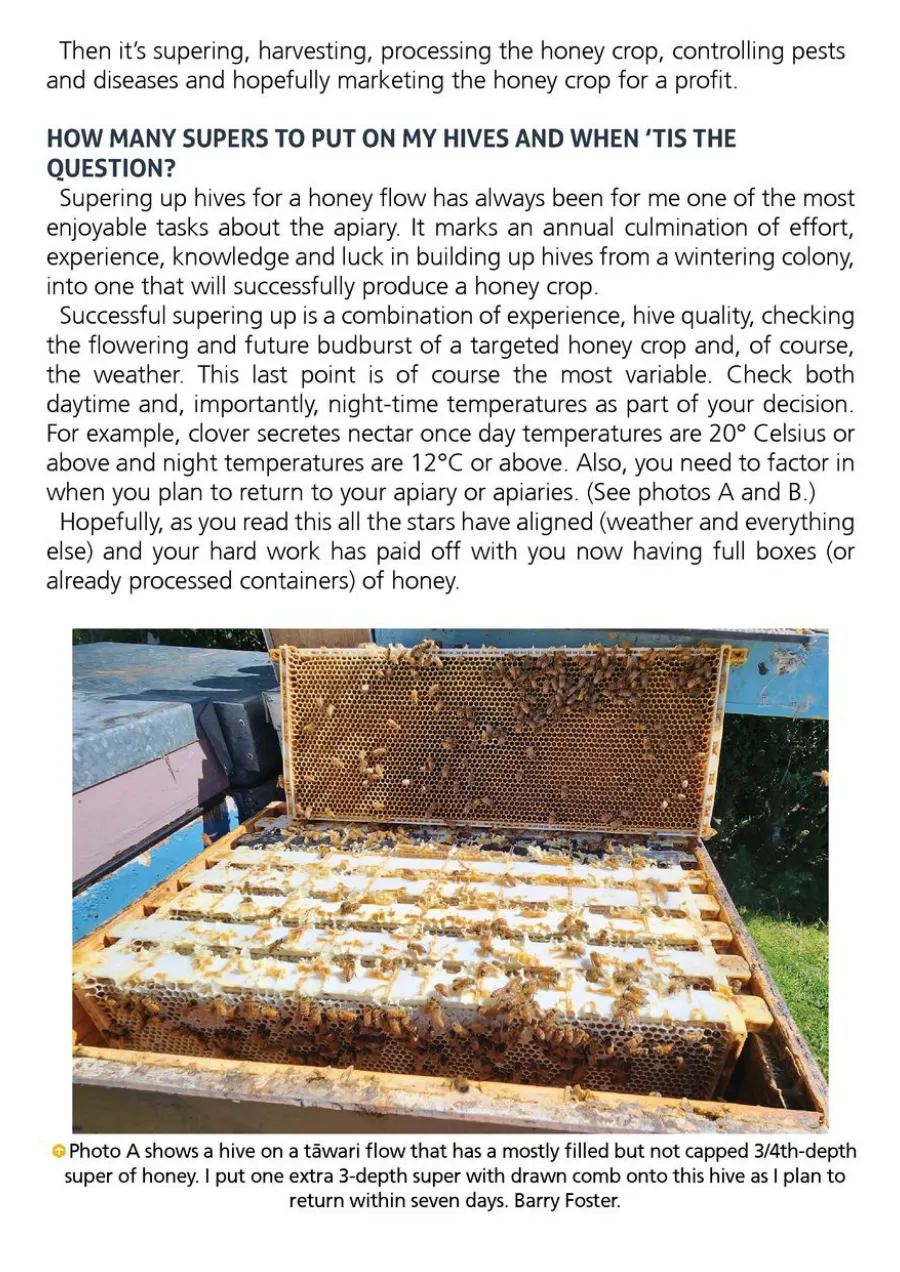 Then it’s supering, harvesting, processing the honey crop, controlling pests
and diseases and hopefully marketing the honey crop for a profit.
HOW MANY SUPERS TO PUT ON MY HIVES AND WHEN ‘TIS THE
QUESTION?
Supering up hives for a honey flow has always been for me one of the most
enjoyable tasks about the apiary. It marks an annual culmination of effort,
experience, knowledge and luck in building up hives from a wintering colony,
into one that will successfully produce a honey crop.
Successful supering up is a combination of experience, hive quality, checking
the flowering and future budburst of a targeted honey crop and, of course,
the weather. This last point is of course the most variable. Check both
daytime and, importantly, night-time temperatures as part of your decision.
For example, clover secretes nectar once day temperatures are 20° Celsius or
above and night temperatures are 12°C or above. Also, you need to factor in
when you plan to return to your apiary or apiaries. (See photos A and B.)
Hopefully, as you read this all the stars have aligned (weather and everything
else) and your hard work has paid off with you now having full boxes (or
already processed containers) of honey.
Photo A shows a hive on a tāwari flow that has a mostly filled but not capped 3/4th-depth
super of honey. I put one extra 3-depth super with drawn comb onto this hive as I plan to
return within seven days. Barry Foster.